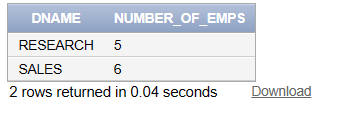 DNAME NUMBER_OF_EMPS
RESEARCH 5
SALES 6
2 rows returned in 0.04 seconds Download